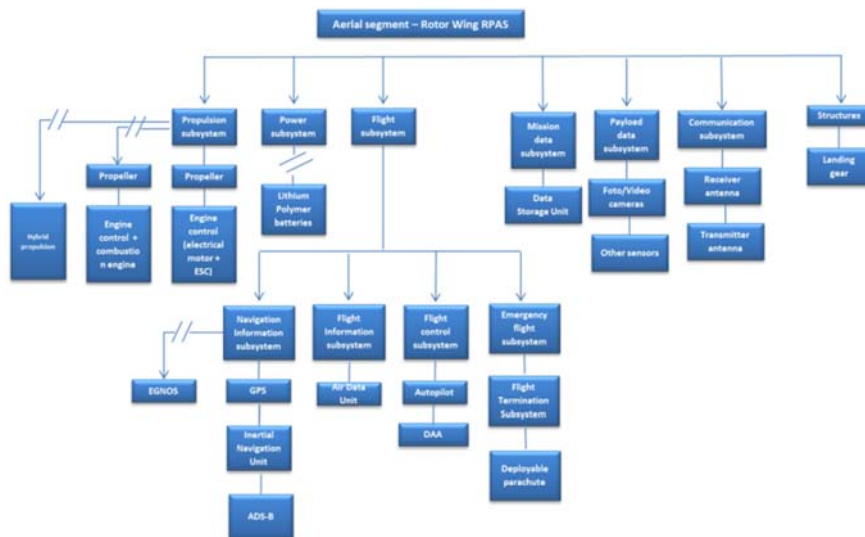 Aerial segment – Rotor Wing RPAS
Propulsion
subsystem
Power
subsystem
Flight
subsystem
Mission
data
subsystem
Payload
data
subsystem
Communication
subsystem
Structures
Propeller
Propeller
Lithium
Polymer
batteries
Data
Storage Unit
Foto/Video
cameras
Receiver
antenna
Landing
gear
Hybrid
propulsion
Engine
control +
combustio
n engine
Engine
control
(electrical
motor +
ESC)
Other sensors
Transmitter
antenna
Navigation
Information
subsystem
Flight
Information
subsystem
Flight
control
subsystem
Emergency
flight
subsystem
EGNOS
GPS
Air Data
Unit
Autopilot
Flight
Termination
Subsystem
Inertial
Navigation
Unit
DAA
Deployable
parachute
ADS-B